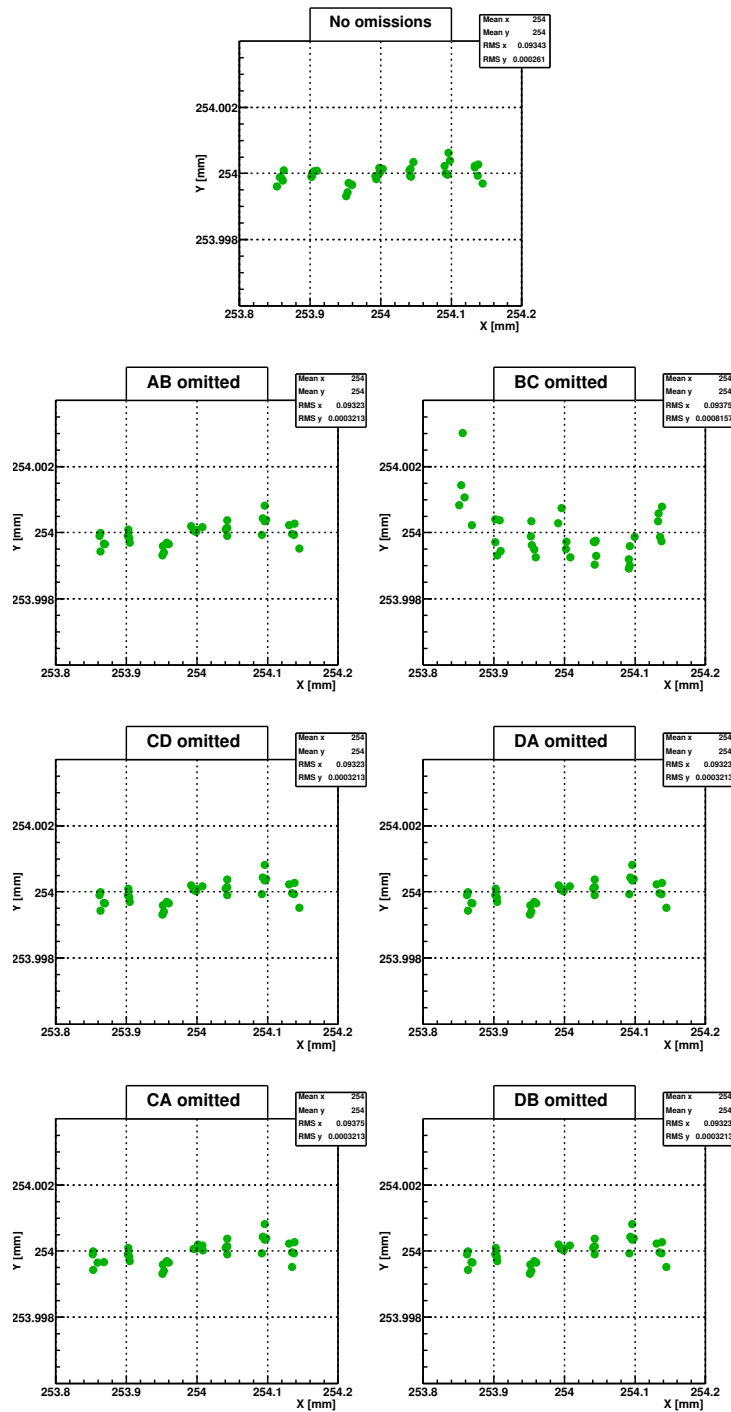 No omissions
Mean x 254
Mean y 254
RMS x 0.09343
RMS y 0.000261
Y [mm]
254.002
254
253.998
253.8 253.9 254 254.1 254.2
X [mm]
AB omitted
Mean x 254
Mean y 254
RMS x 0.09323
RMS y 0.0003213
Y [mm]
254.002
254
253.998
253.8 253.9 254 254.1 254.2
X [mm]
BC omitted
Mean x 254
Mean y 254
RMS x 0.09375
RMS y 0.0008157
Y [mm]
254.002
254
253.998
253.8 253.9 254 254.1 254.2
X [mm]
CD omitted
Mean x 254
Mean y 254
RMS x 0.09323
RMS y 0.0003213
Y [mm]
254.002
254
253.998
253.8 253.9 254 254.1 254.2
X [mm]
DA omitted
Mean x 254
Mean y 254
RMS x 0.09323
RMS y 0.0003213
Y [mm]
254.002
254
253.998
253.8 253.9 254 254.1 254.2
X [mm]
CA omitted
Mean x 254
Mean y 254
RMS x 0.09375
RMS y 0.0003213
Y [mm]
254.002
254
253.998
253.8 253.9 254 254.1 254.2
X [mm]
DB omitted
Mean x 254
Mean y 254
RMS x 0.09323
RMS y 0.0003213
Y [mm]
254.002
254
253.998
253.8 253.9 254 254.1 254.2
X [mm]